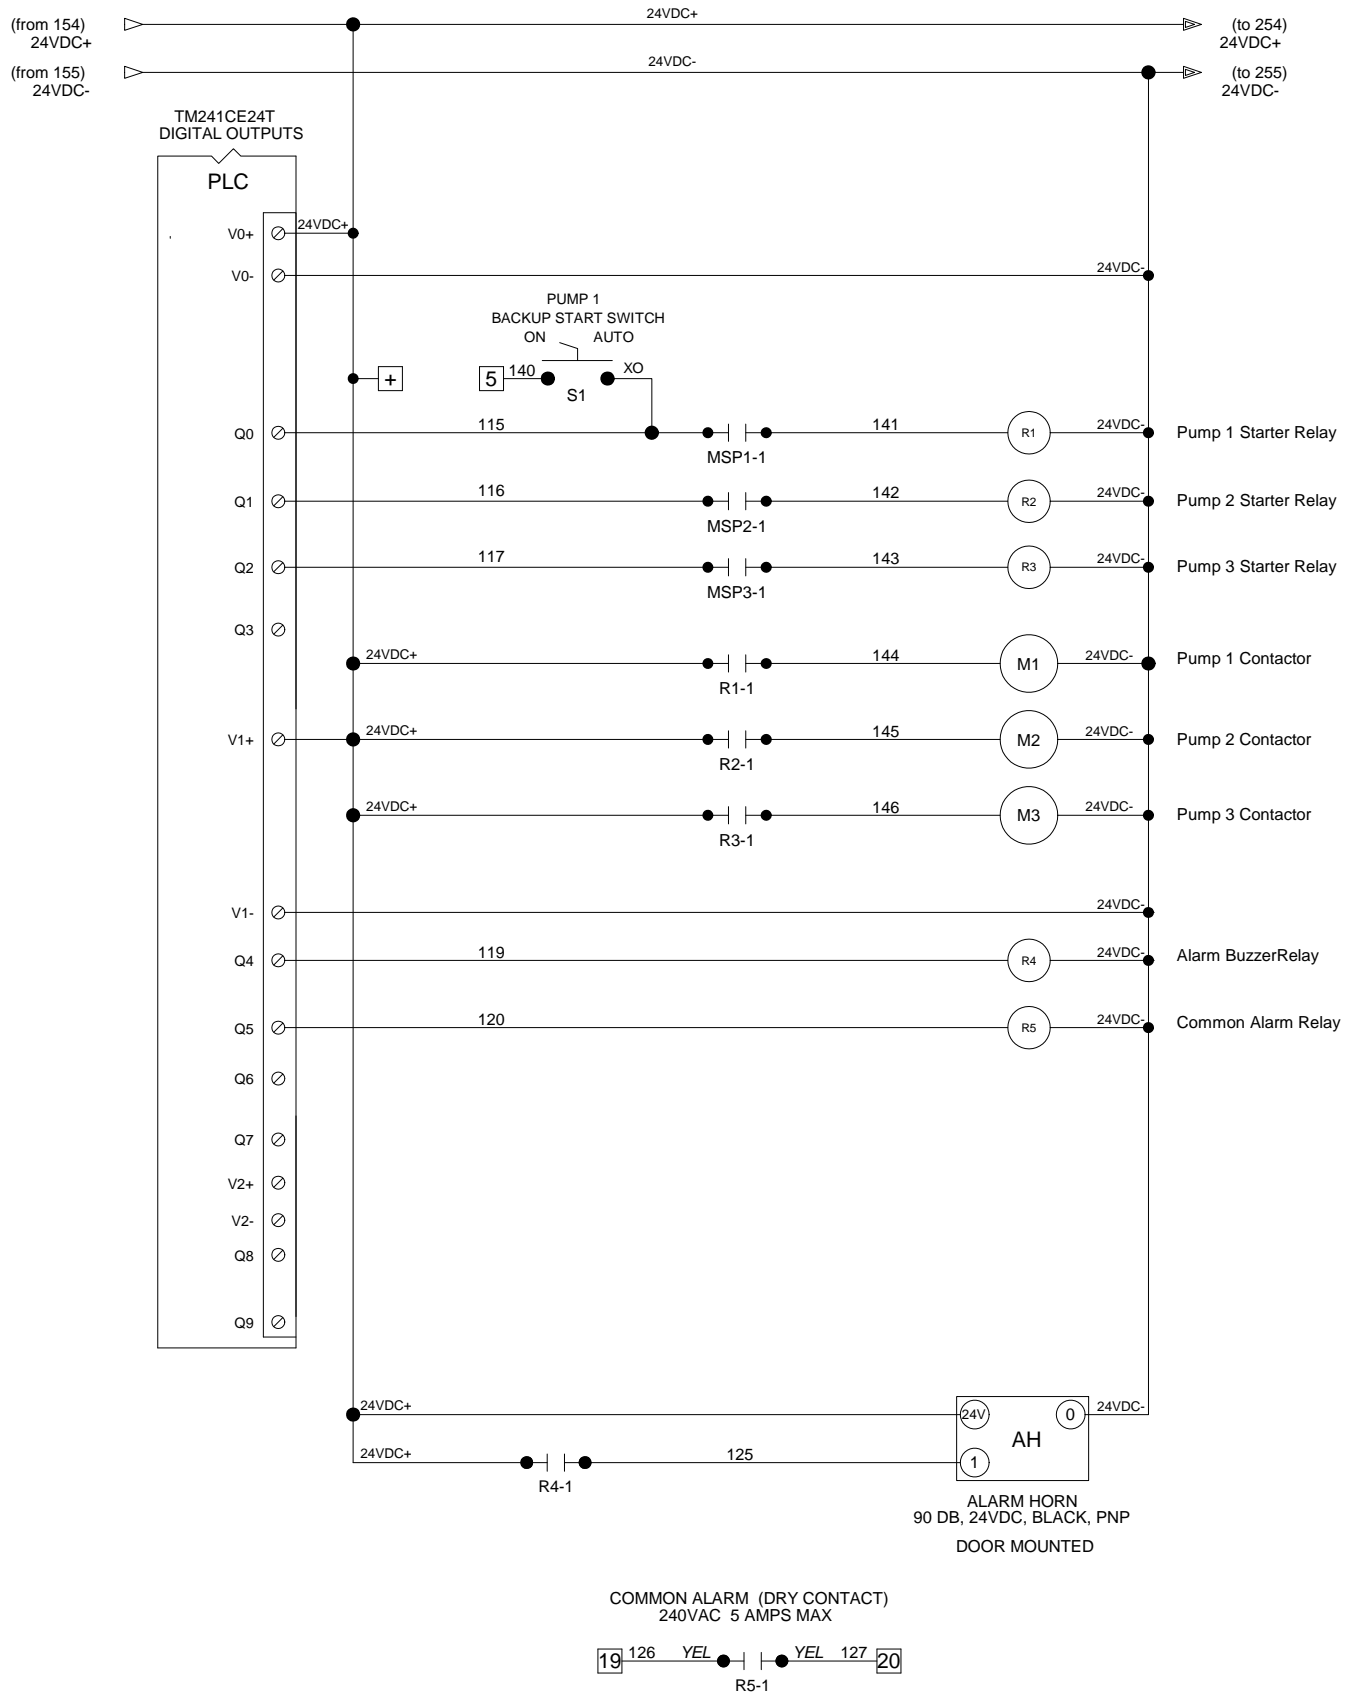 (from 154) 24VDC+ (to 254)
24VDC+ 24VDC+
(from 155) 24VDC- (to 255)
24VDC- 24VDC-
TM241CE24T
DIGITAL OUTPUTS
PLC
V0+ 24VDC+
V0- 24VDC-
PUMP 1
BACKUP START SWITCH
ON AUTO
+ 5 140 XO
S1
Q0 115 141 R1 24VDC- Pump 1 Starter Relay
MSP1-1
Q1 116 142 R2 24VDC- Pump 2 Starter Relay
MSP2-1
Q2 117 143 R3 24VDC- Pump 3 Starter Relay
MSP3-1
Q3
24VDC+ 144 M1 24VDC- Pump 1 Contactor
R1-1
V1+ 24VDC+ 145 M2 24VDC- Pump 2 Contactor
R2-1
24VDC+ 146 M3 24VDC- Pump 3 Contactor
R3-1
V1- 24VDC-
Q4 119 R4 24VDC- Alarm BuzzerRelay
Q5 120 R5 24VDC- Common Alarm Relay
Q6
Q7
V2+
V2-
Q8
Q9
24VDC+ 24V 0 24VDC-
AH
24VDC+ 125 1
R4-1
ALARM HORN
90 DB, 24VDC, BLACK, PNP
DOOR MOUNTED
COMMON ALARM (DRY CONTACT)
240VAC 5 AMPS MAX
19 126 YEL YEL 127 20
R5-1